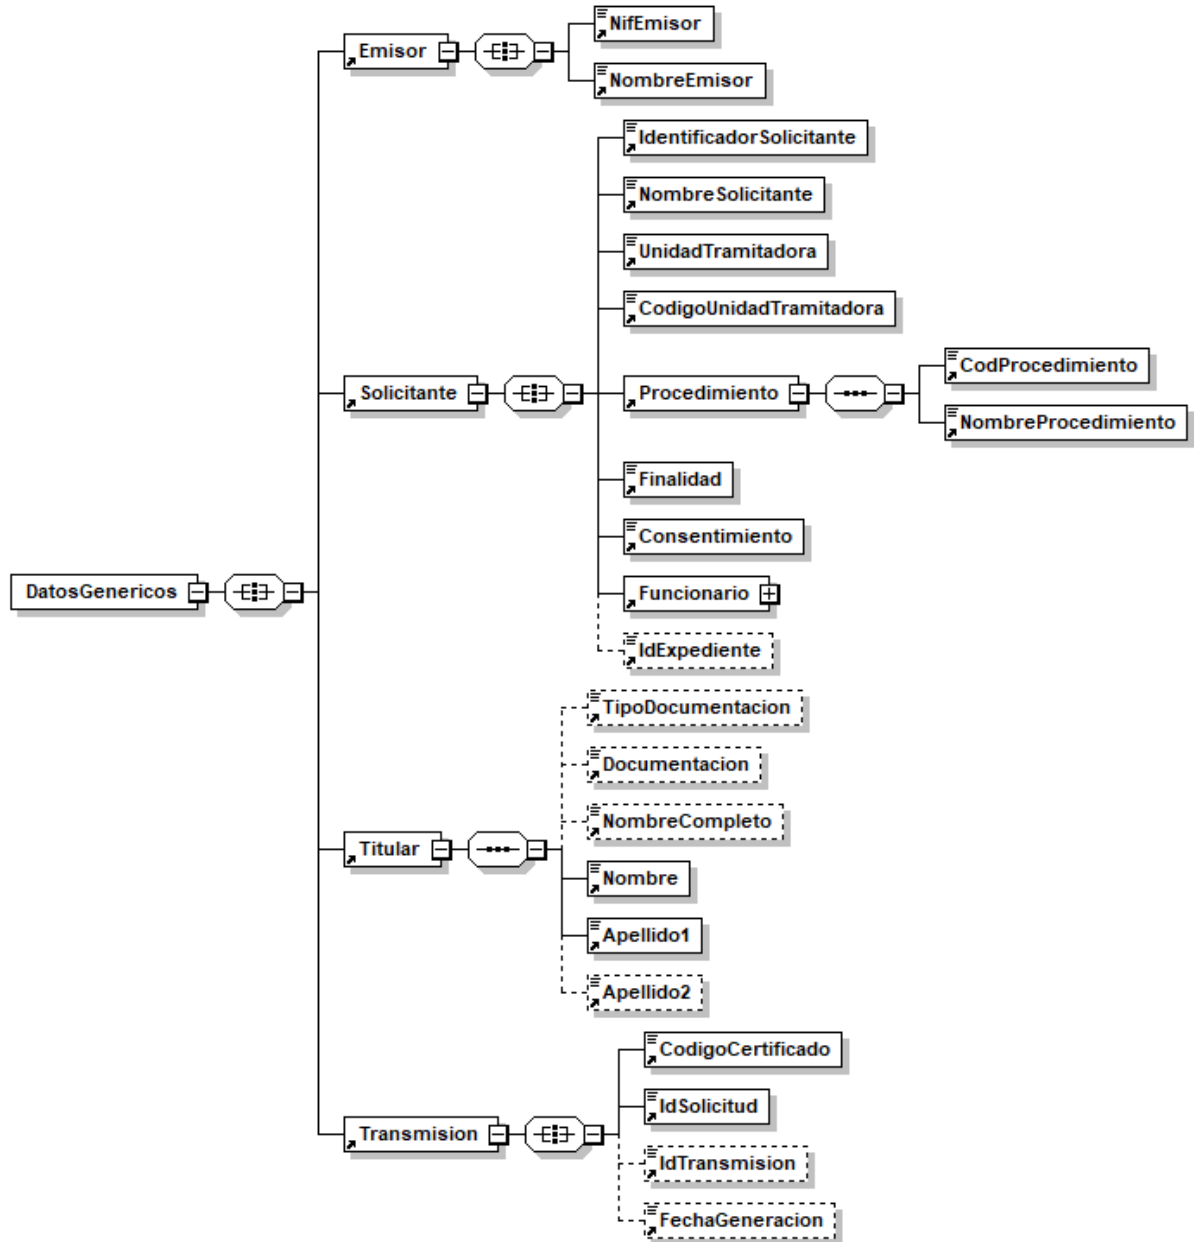 NifEmisor
Emisor
NombreEmisor
IdentificadorSolicitante
NombreSolicitante
UnidadTramitadora
CodigoUnidadTramitadora
CodProcedimiento
Solicitante
Procedimiento
NombreProcedimiento
Finalidad
Consentimiento
DatosGenericos
Funcionario
IdExpediente
TipoDocumentacion
Documentacion
NombreCompleto
Titular
Nombre
Apellido1
Apellido2
CodigoCertificado
IdSolicitud
Transmision
IdTransmision
FechaGeneracion